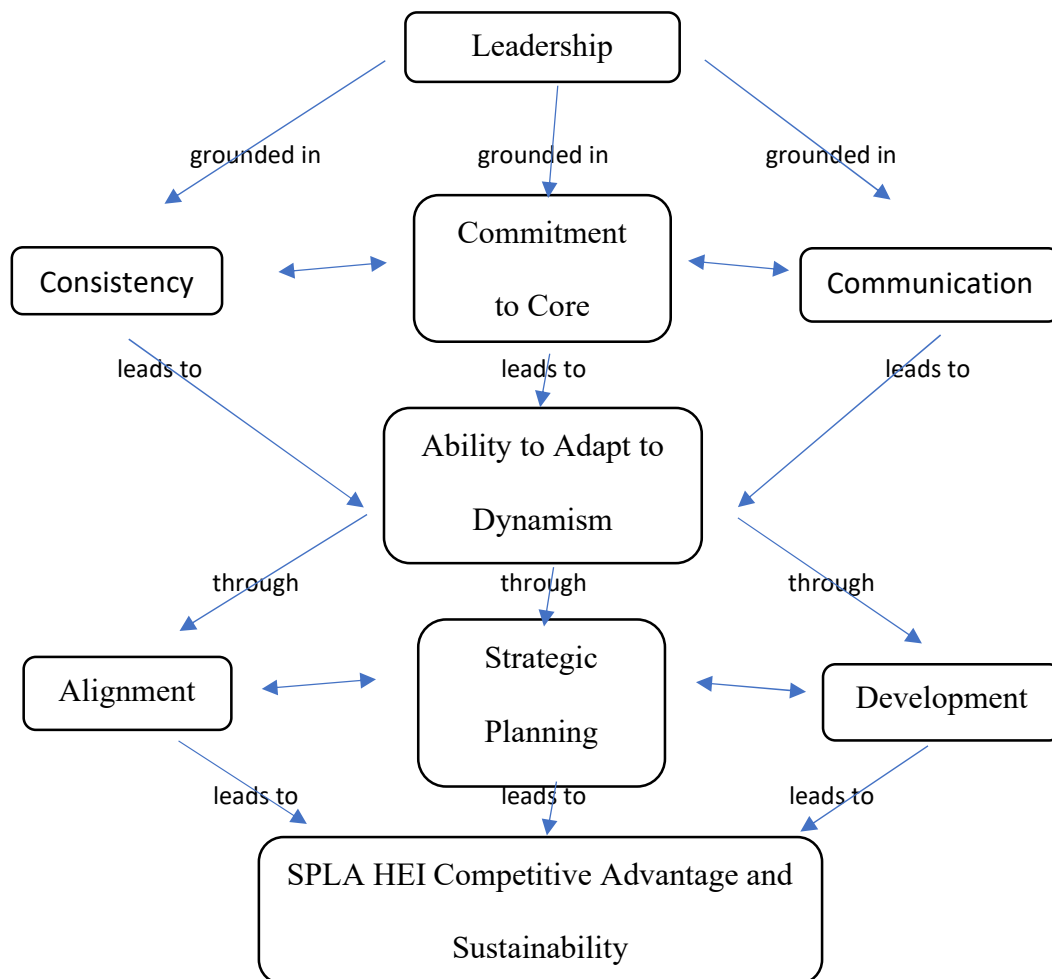 Leadership
grounded in
grounded in
grounded in
Consistency
Commitment
to Core
Communication
leads to
leads to
leads to
Ability to Adapt to
Dynamism
through
through
through
Alignment
Strategic
Planning
Development
leads to
leads to
leads to
SPLA HEI Competitive Advantage and
Sustainability